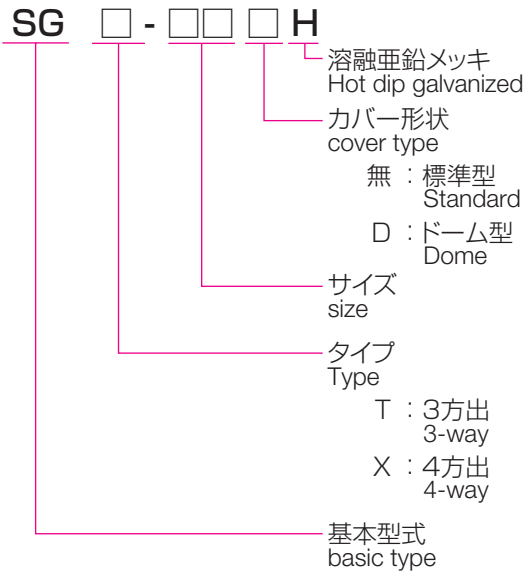 SG □ - □□ □ H
溶融亜鉛メッキ
Hot dip galvanized
カバー形状
cover type
無 : 標準型
Standard
D : ドーム型
Dome
サイズ
size
タイプ
Type
T : 3方出
3-way
X : 4方出
4-way
基本型式
basic type